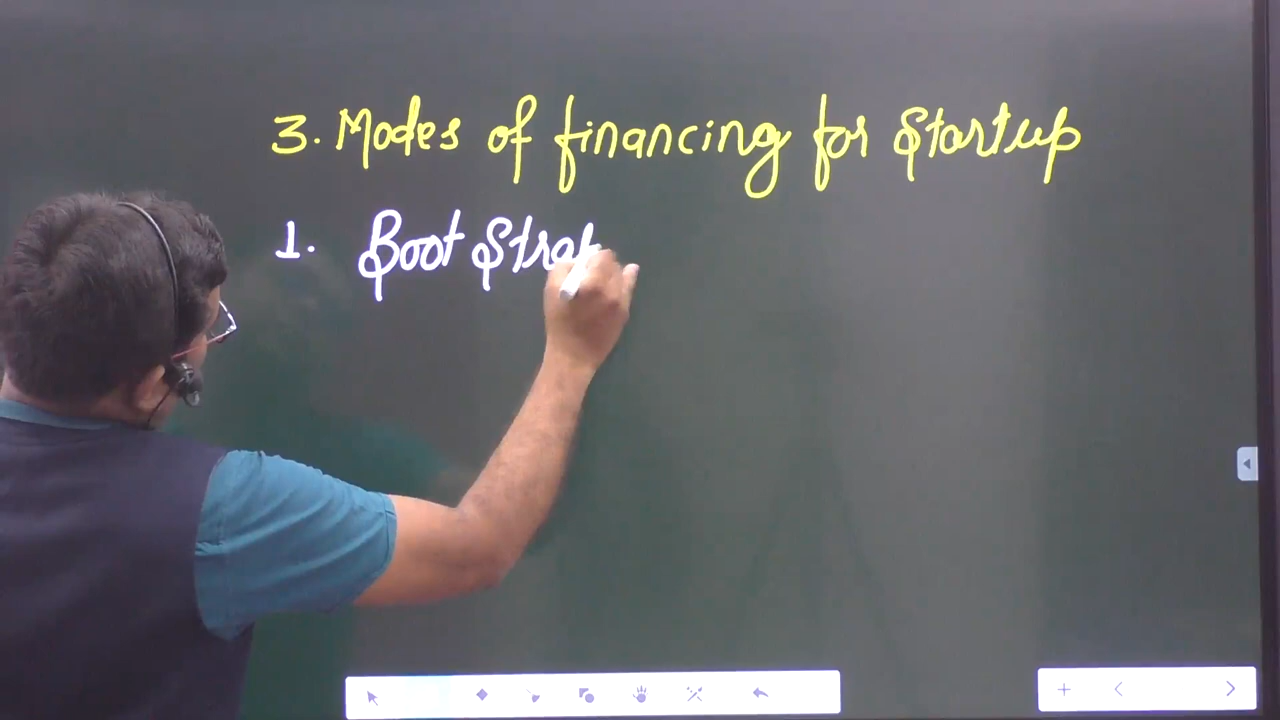 3. Modes of financing for Startup
1. Boot Strap